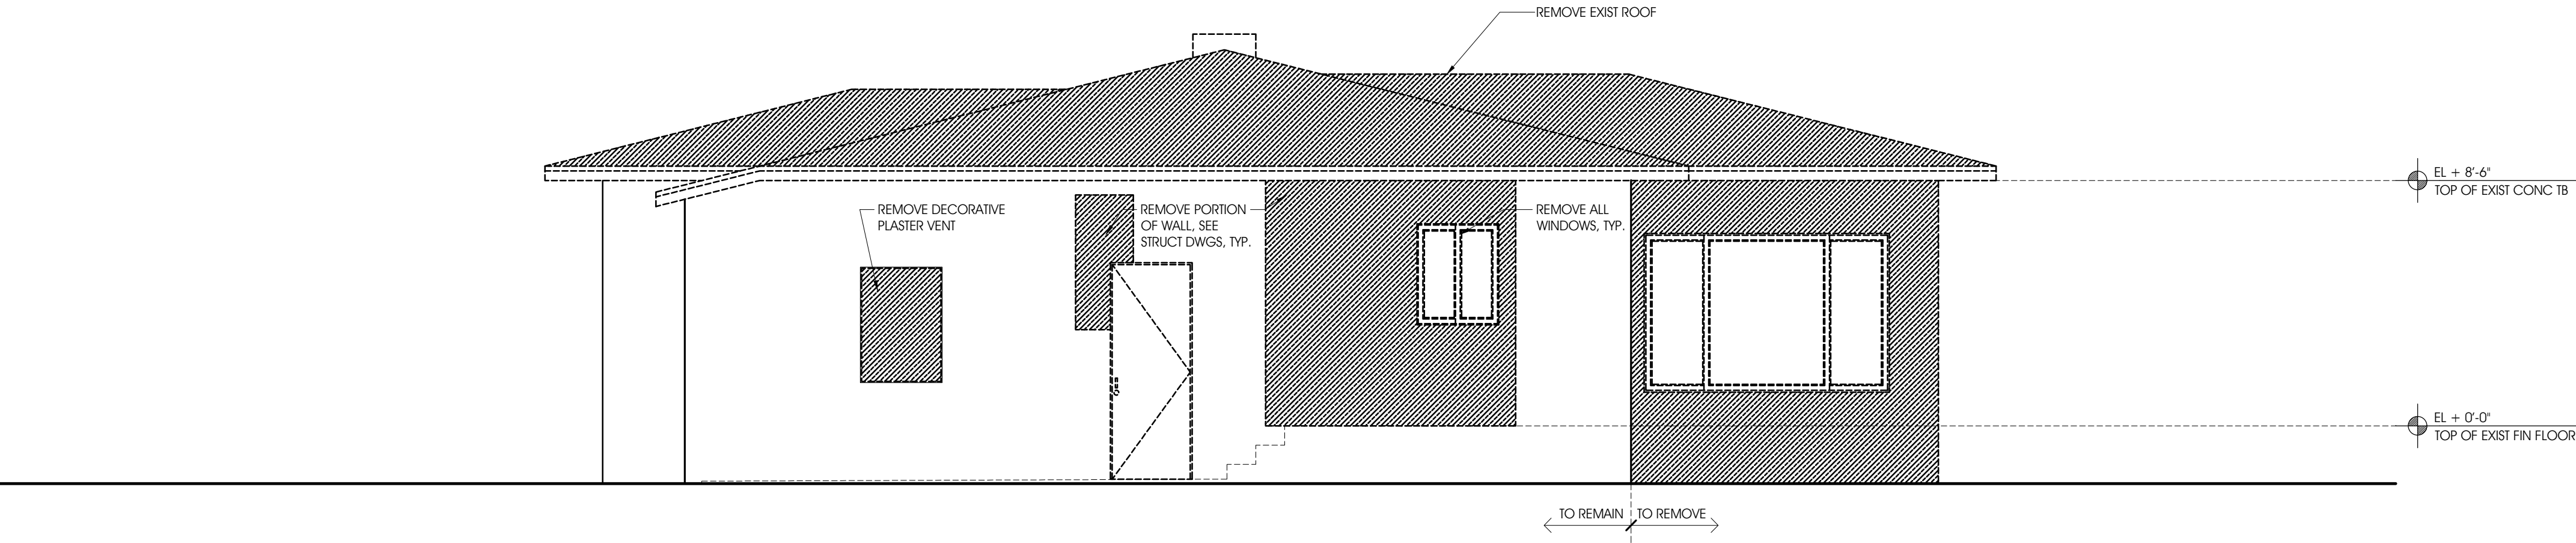 REMOVE EXIST ROOF
EL + 8'-6"
TOP OF EXIST CONC TB
REMOVE DECORATIVE
PLASTER VENT
REMOVE PORTION
OF WALL, SEE
STRUCT DWGS, TYP.
REMOVE ALL
WINDOWS, TYP.
EL + 0'-0"
TOP OF EXIST FIN FLOOR
TO REMAIN
TO REMOVE